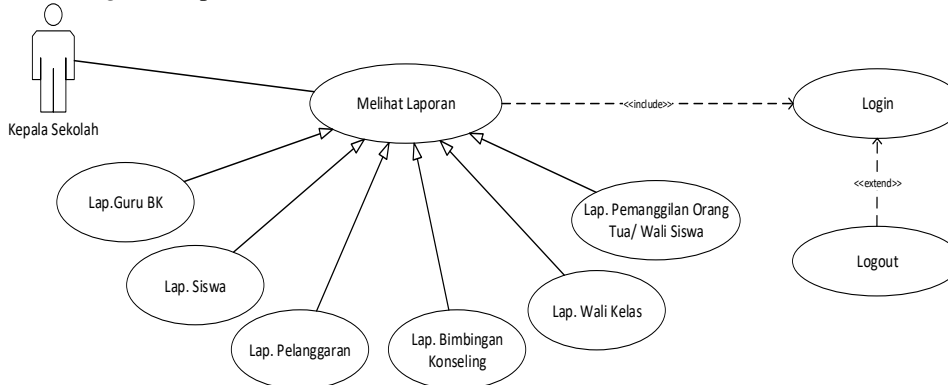 Kepala Sekolah
Melihat Laporan
<<include>>
Login
<<extend>>
Logout
Lap.Guru BK
Lap. Siswa
Lap. Pelanggaran
Lap. Bimbingan
Konseling
Lap. Wali Kelas
Lap. Pemanggilan Orang
Tua/ Wali Siswa